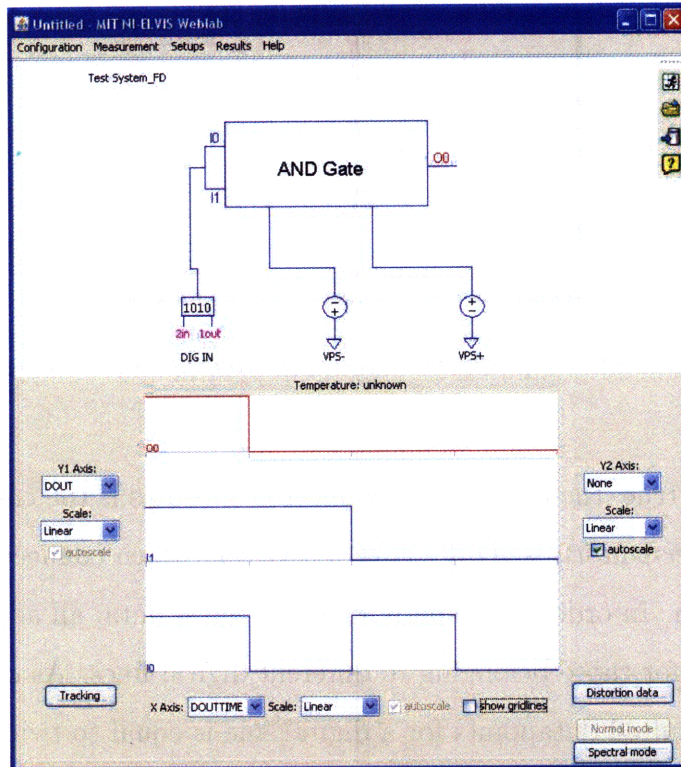 Untitled - MIT NI-ELVIS Weblab
Configuration Measurement Setups Results Help
Test System_FD
I0
AND Gate
O0
I1
1010
2in 1out
DIG IN
VPS-
VPS+
Temperature: unknown
O0
Y1 Axis:
DOUT
Scale:
Linear
autoscale
Y2 Axis:
None
Scale:
Linear
autoscale
I1
I0
Tracking
X Axis: DOUTTIME Scale: Linear autoscale show gridlines
Distortion data
Normal mode
Spectral mode